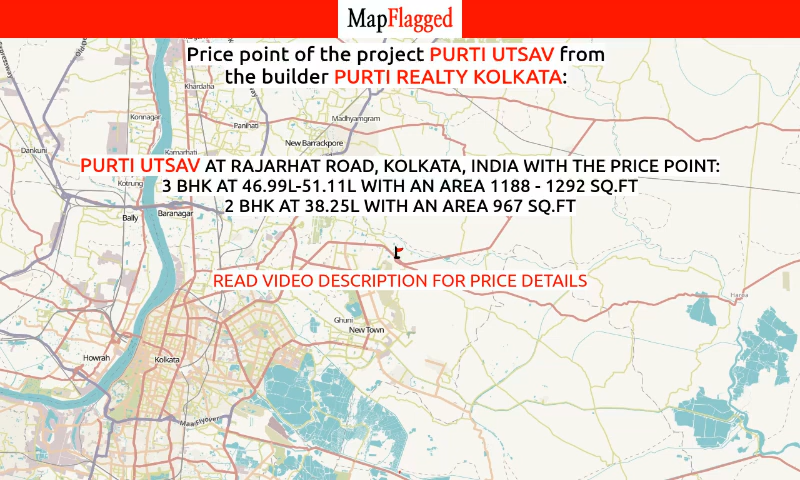 MapFlagged
Price point of the project PURTI UTSAV from
the builder PURTI REALTY KOLKATA:
Khardaha
Konnagar
Panihati
Madhyamgram
New Barrackpore
Dankuni
Kamarhati
PURTI UTSAV AT RAJARHAT ROAD, KOLKATA, INDIA WITH THE PRICE POINT:
Kotrung
3 BHK AT 46.99L-51.11L WITH AN AREA 1188 - 1292 SQ.FT
2 BHK AT 38.25L WITH AN AREA 967 SQ.FT
Bally
Baranagar
READ VIDEO DESCRIPTION FOR PRICE DETAILS
Ghuni
New Town
Howrah
Kolkata
Maa Flyover